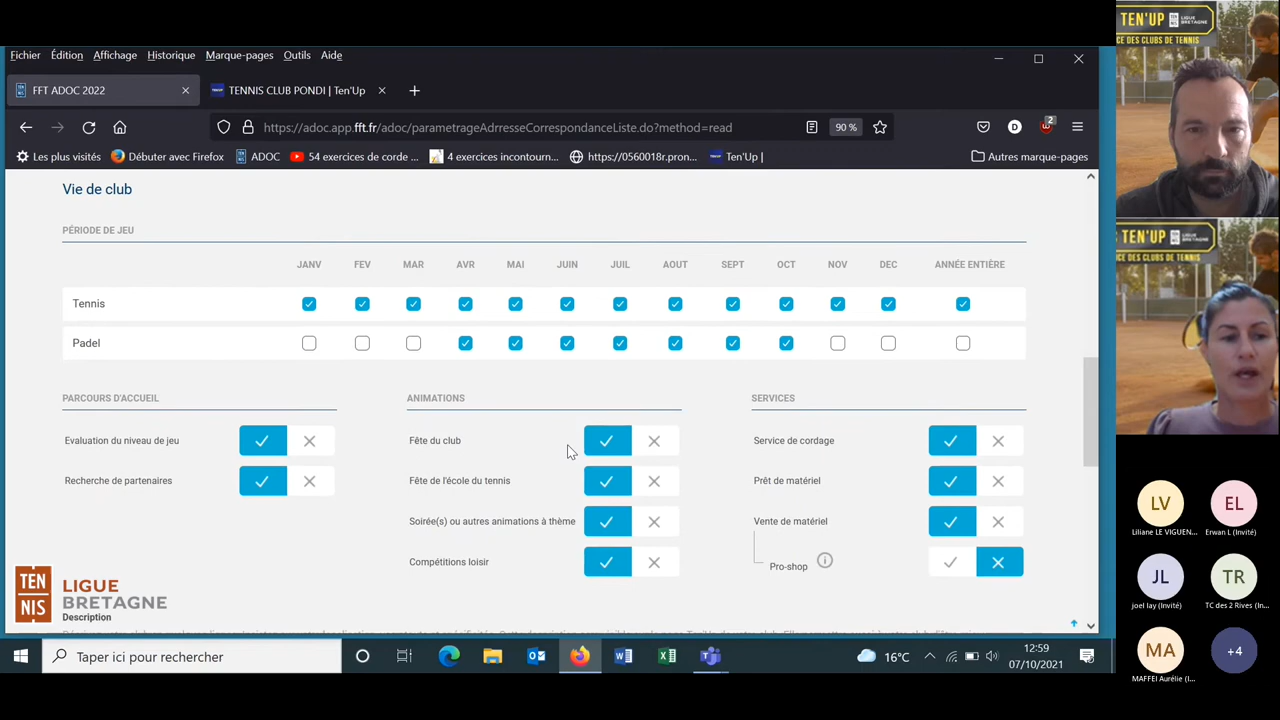 TEN'UP LIGUE BRETAGNE
CE DES CLUBS DE TENNIS
Fichier Édition Affichage Historique Marque-pages Outils Aide
FFT ADOC 2022 TENNIS CLUB PONDI | Ten'Up
https://adoc.app.fft.fr/adoc/parametrageAdrresseCorrespondanceListe.do?method=read 90 % D 2
Les plus visités Débuter avec Firefox ADOC 54 exercices de corde ... 4 exercices incontourn... https://0560018r.pron... Ten'Up | Autres marque-pages
Vie de club
PÉRIODE DE JEU
JANV FEV MAR AVR MAI JUIN JUIL AOUT SEPT OCT NOV DEC ANNÉE ENTIÈRE
Tennis
Padel
PARCOURS D'ACCUEIL ANIMATIONS SERVICES
Evaluation du niveau de jeu Fête du club Service de cordage
Recherche de partenaires Fête de l'école du tennis Prêt de matériel
Soirée(s) ou autres animations à thème Vente de matériel
Compétitions loisir Pro-shop
TEN
NIS
LIGUE
BRETAGNE
Description
TEN'UP LIGUE BRETAGNE
LV EL
Liliane LE VIGUEN... Erwan L (Invité)
JL TR
joel lay (Invité) TC des 2 Rives (In...
MA +4
MAFFEI Aurélie (I...
Taper ici pour rechercher
16°C 12:59
07/10/2021